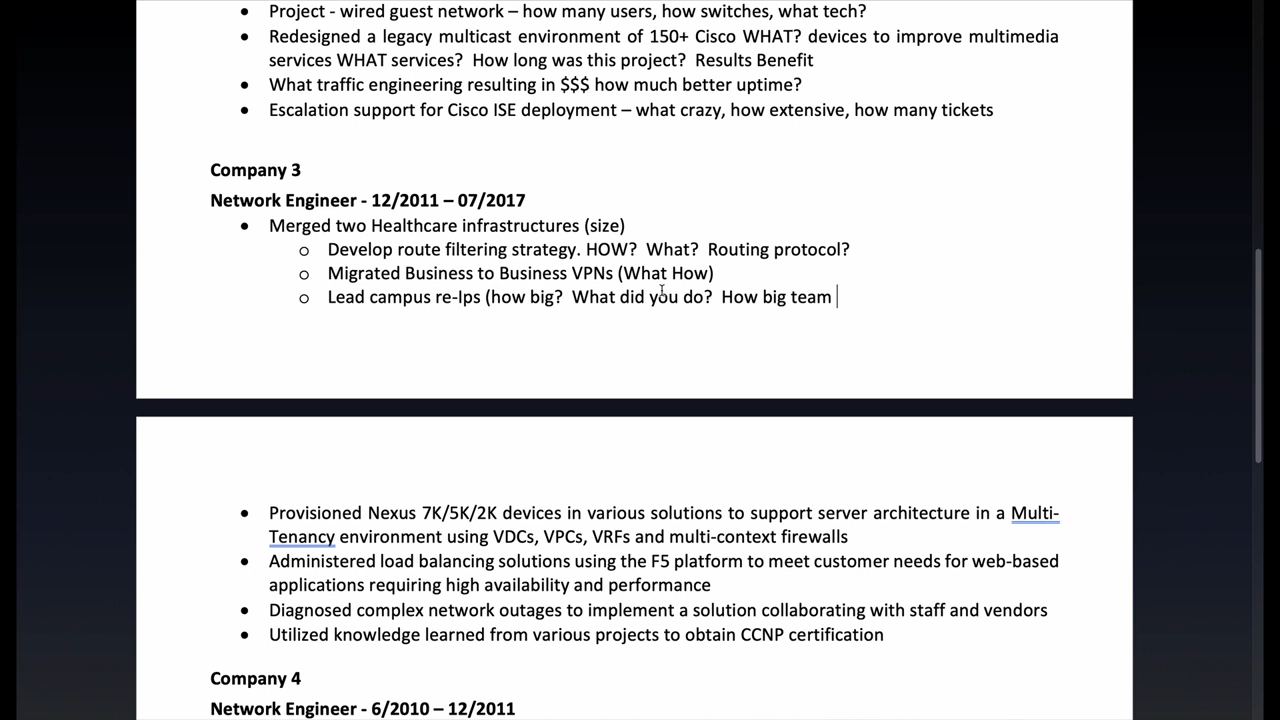 • Project - wired guest network – how many users, how switches, what tech?
• Redesigned a legacy multicast environment of 150+ Cisco WHAT? devices to improve multimedia
services WHAT services?  How long was this project?  Results Benefit
• What traffic engineering resulting in $$$ how much better uptime?
• Escalation support for Cisco ISE deployment – what crazy, how extensive, how many tickets
Company 3
Network Engineer - 12/2011 – 07/2017
• Merged two Healthcare infrastructures (size)
o Develop route filtering strategy. HOW?  What?  Routing protocol?
o Migrated Business to Business VPNs (What How)
o Lead campus re-Ips (how big?  What did you do?  How big team
• Provisioned Nexus 7K/5K/2K devices in various solutions to support server architecture in a Multi-
Tenancy environment using VDCs, VPCs, VRFs and multi-context firewalls
• Administered load balancing solutions using the F5 platform to meet customer needs for web-based
applications requiring high availability and performance
• Diagnosed complex network outages to implement a solution collaborating with staff and vendors
• Utilized knowledge learned from various projects to obtain CCNP certification
Company 4
Network Engineer - 6/2010 – 12/2011